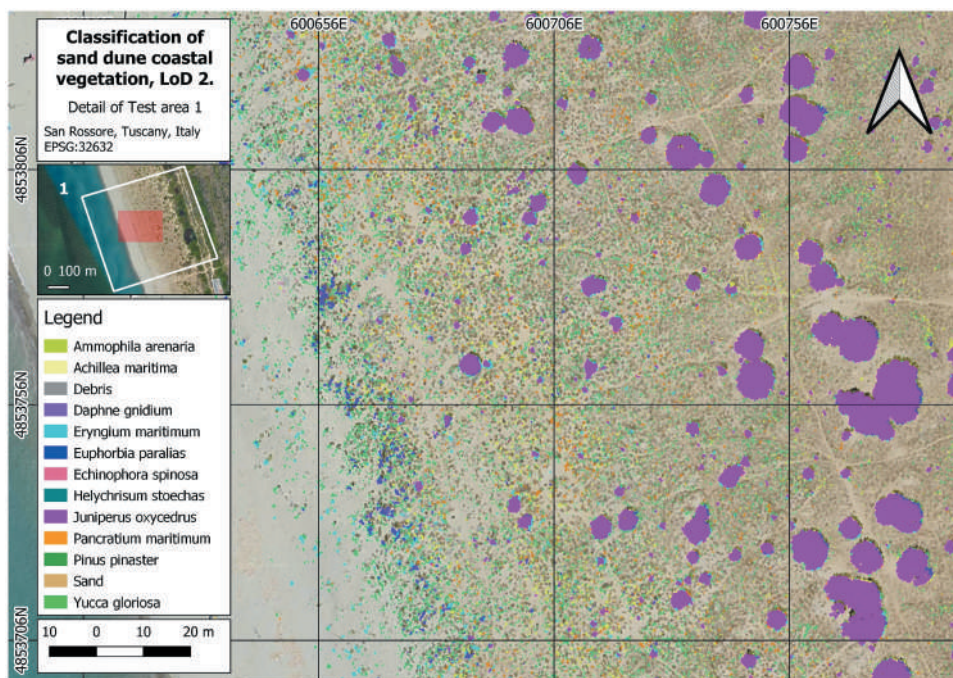 600656E
600706E
600756E
Classification of
sand dune coastal
vegetation, LoD 2.
Detail of Test area 1
San Rossore, Tuscany, Italy
EPSG:32632
4853806N
1
0 100 m
Legend
Ammophila arenaria
Achillea maritima
Debris
Daphne gnidium
Eryngium maritimum
Euphorbia paralias
Echinophora spinosa
Helychrisum stoechas
Juniperus oxycedrus
Pancratium maritimum
Pinus pinaster
Sand
Yucca gloriosa
4853756N
10 0 10 20 m
4853706N